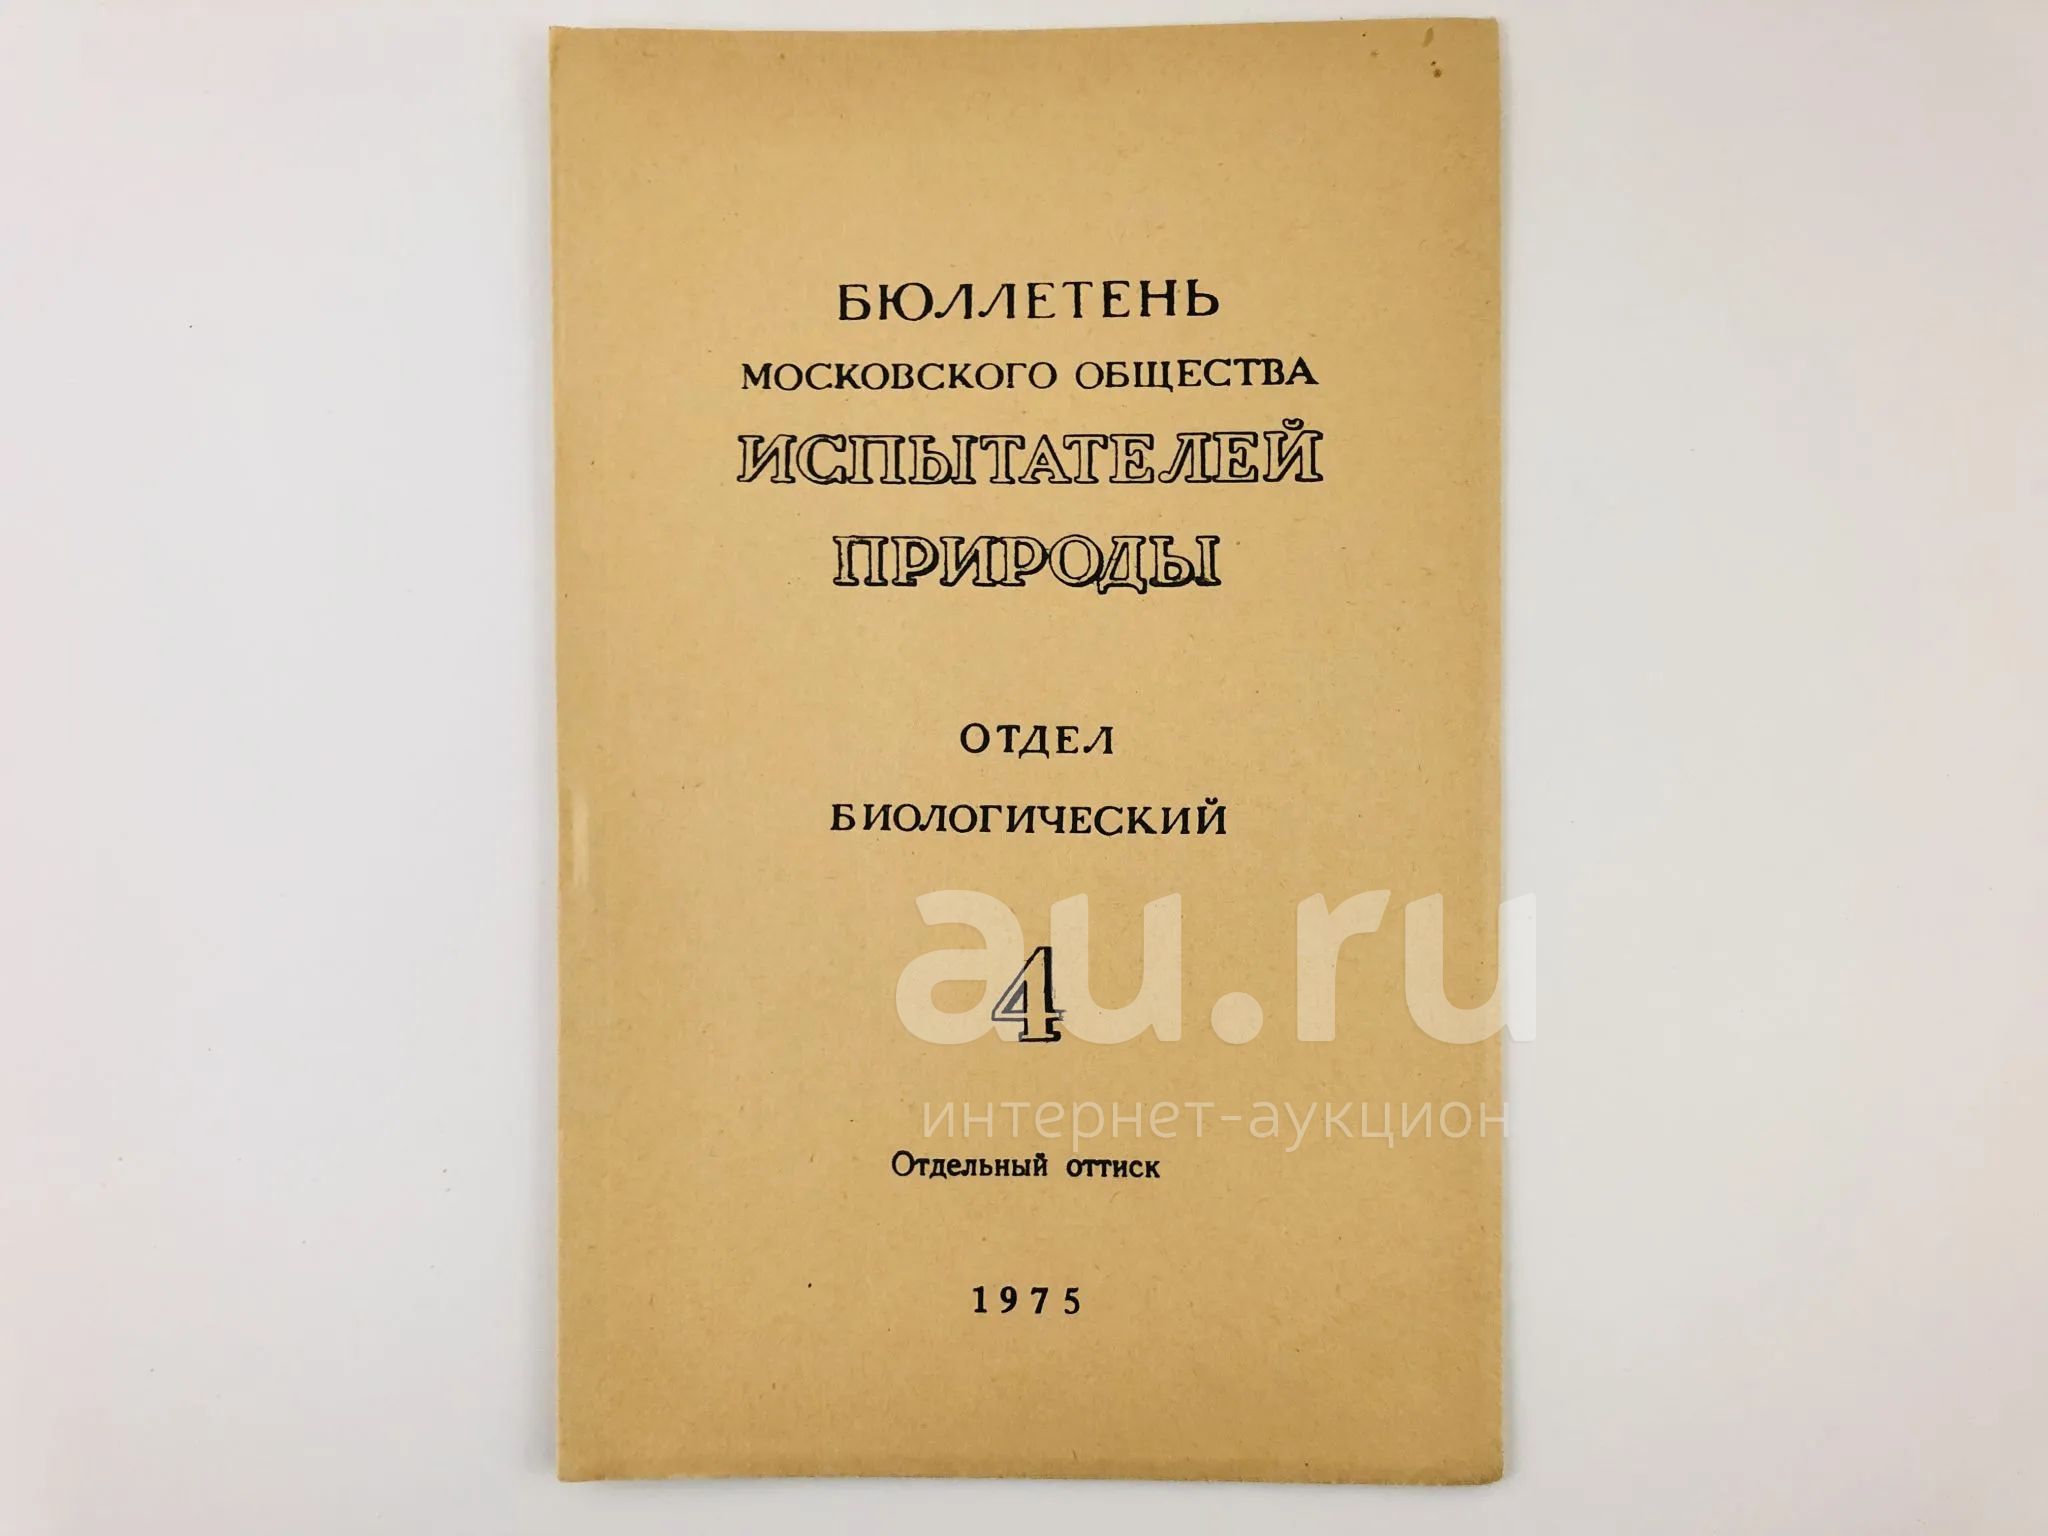 БЮЛЛЕТЕНЬ
МОСКОВСКОГО ОБЩЕСТВА
ИСПЫТАТЕЛЕЙ
ПРИРОДЫ
ОТДЕЛ
БИОЛОГИЧЕСКИЙ
4
au.ru
интернет-аукцион
Отдельный оттиск
1975